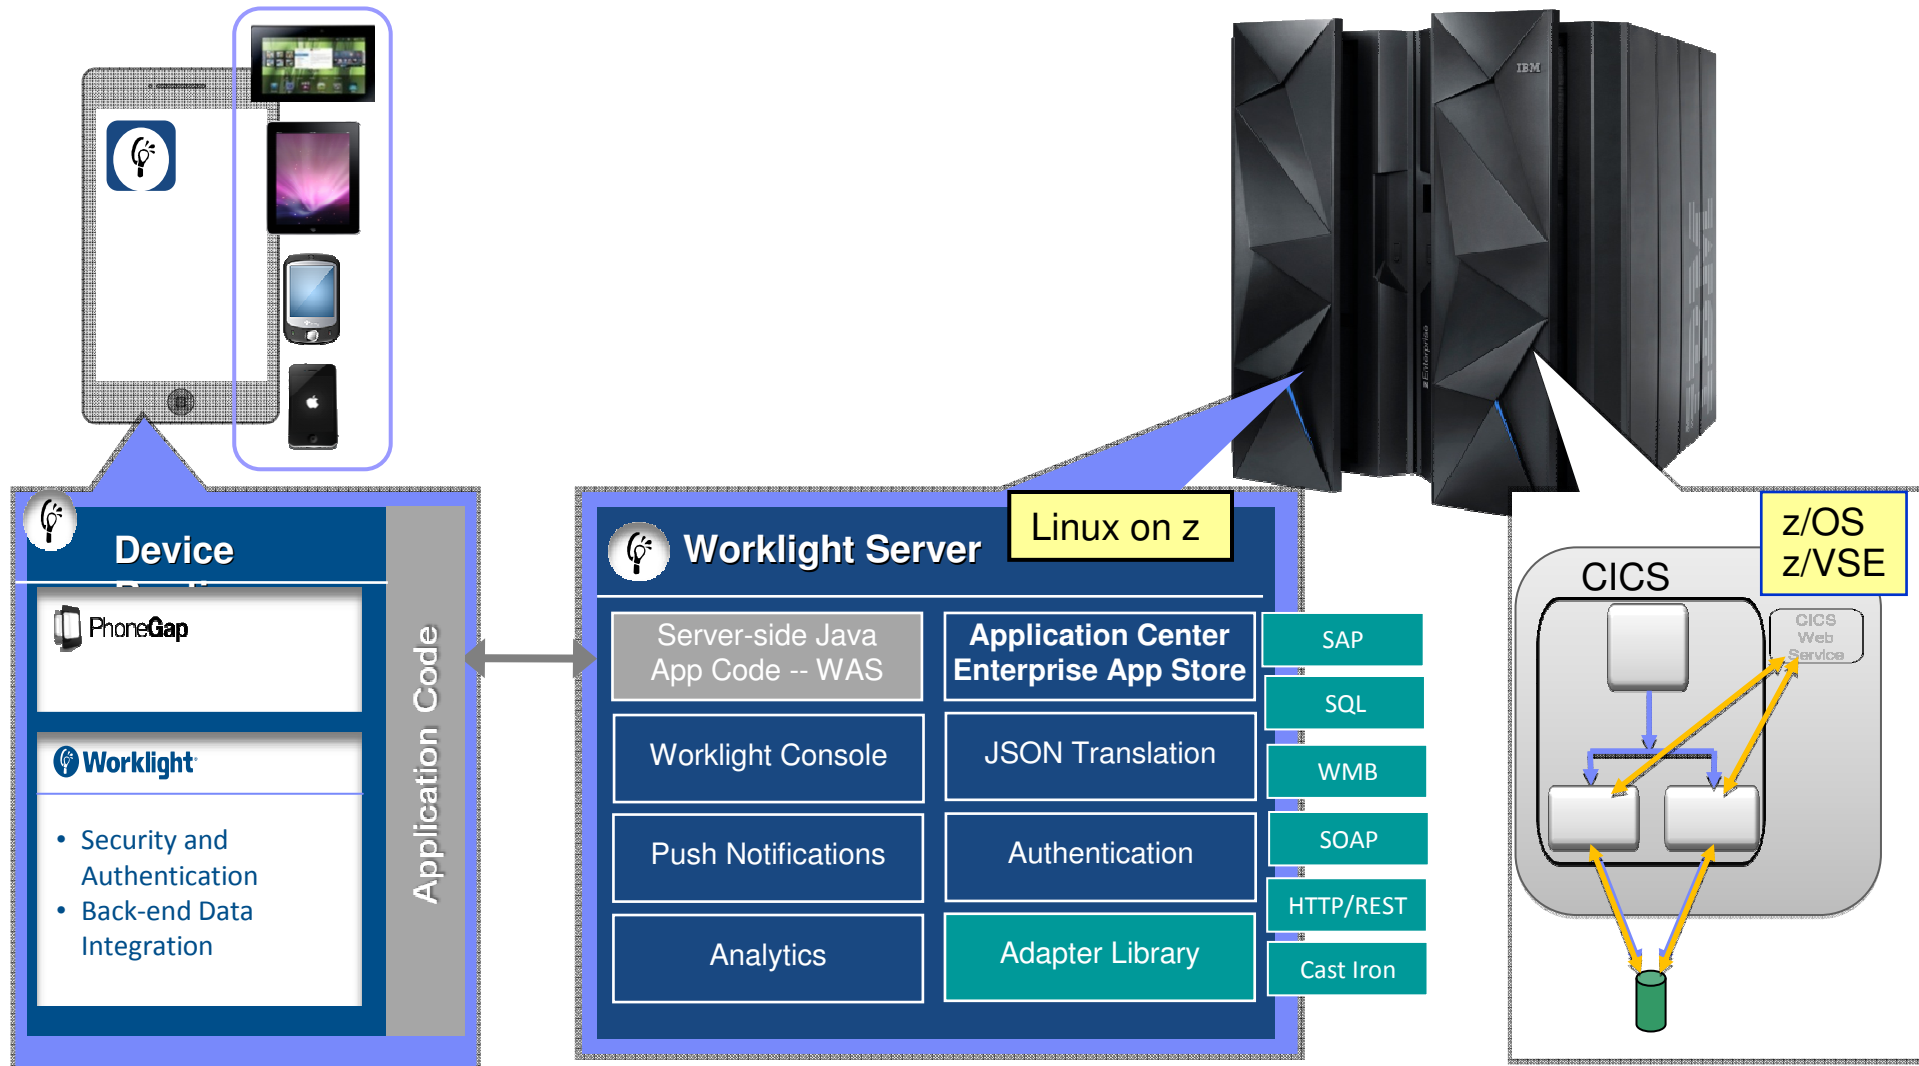 IBM
zEnterprise
IBM
Linux on z
z/OS
z/VSE
Device
PhoneGap
Worklight
• Security and
Authentication
• Back-end Data
Integration
Application Code
Worklight Server
Server-side Java
App Code -- WAS
Application Center
Enterprise App Store
Worklight Console
JSON Translation
Push Notifications
Authentication
Analytics
Adapter Library
SAP
SQL
WMB
SOAP
HTTP/REST
Cast Iron
CICS
CICS
Web
Service